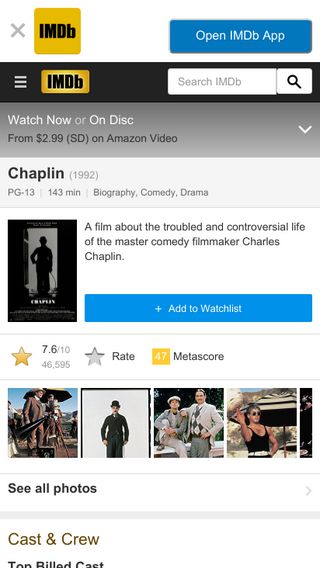 IMDb
Open IMDb App
IMDb
Search IMDb
Watch Now or On Disc
From $2.99 (SD) on Amazon Video
Chaplin (1992)
PG-13 | 143 min | Biography, Comedy, Drama
CHAPLIN
A film about the troubled and controversial life
of the master comedy filmmaker Charles
Chaplin.
+ Add to Watchlist
7.6/10
46,595
Rate
47 Metascore
See all photos
Cast & Crew
Top Billed Cast